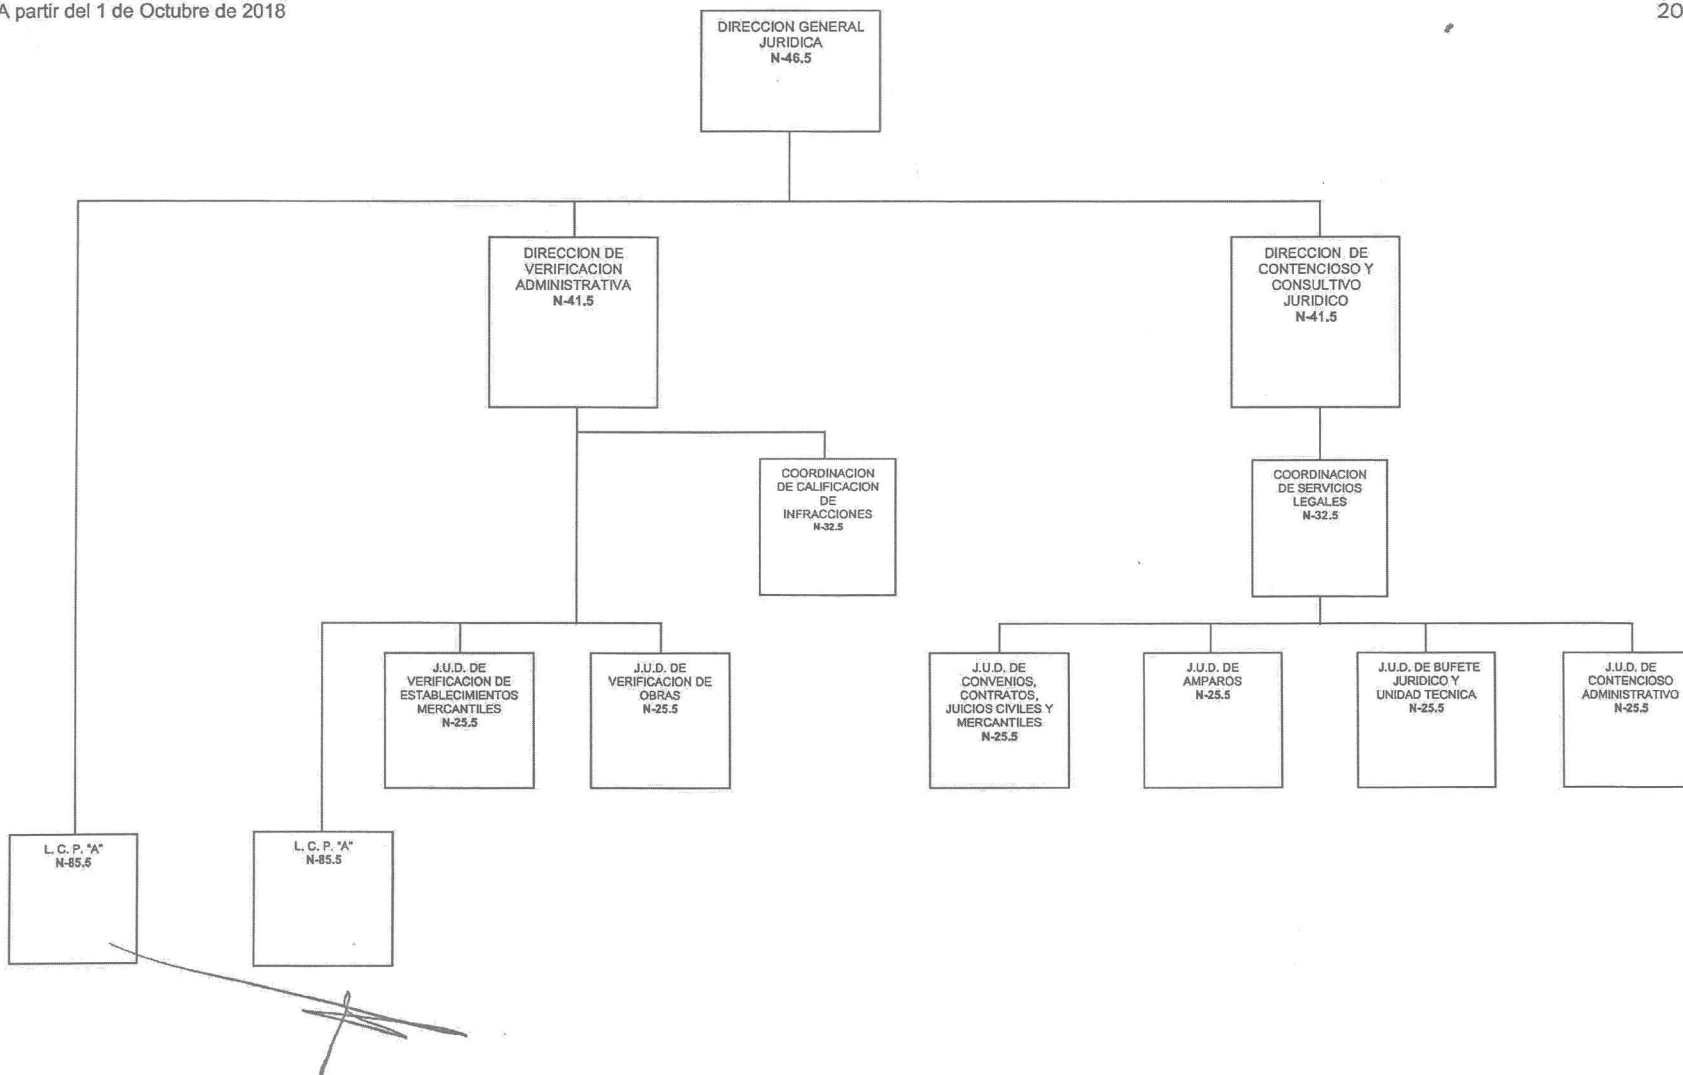 A partir del 1 de Octubre de 2018
20
DIRECCION GENERAL
JURIDICA
N-46.5
DIRECCION DE
VERIFICACION
ADMINISTRATIVA
N-41.5
DIRECCION DE
CONTENCIOSO Y
CONSULTIVO
JURIDICO
N-41.5
COORDINACION
DE CALIFICACION
DE
INFRACCIONES
N-32.5
COORDINACION
DE SERVICIOS
LEGALES
N-32.5
J.U.D. DE
VERIFICACION DE
ESTABLECIMIENTOS
MERCANTILES
N-25.5
J.U.D. DE
VERIFICACION DE
OBRAS
N-25.5
J.U.D. DE
CONVENIOS,
CONTRATOS,
JUICIOS CIVILES Y
MERCANTILES
N-25.5
J.U.D. DE
AMPAROS
N-25.5
J.U.D. DE BUFETE
JURIDICO Y
UNIDAD TECNICA
N-25.5
J.U.D. DE
CONTENCIOSO
ADMINISTRATIVO
N-25.5
L. C. P. "A"
N-85.5
L. C. P. "A"
N-85.5